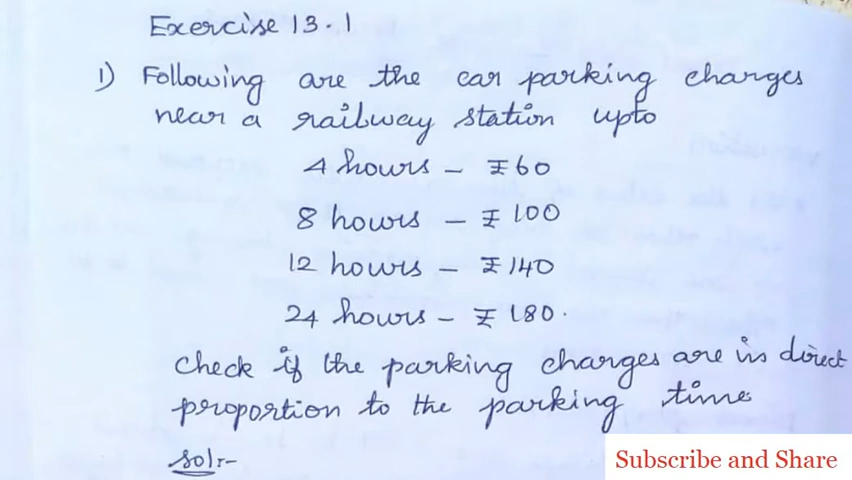 Exercise 13.1
1) Following are the car parking charges
near a railway station upto
4 hours - ₹60
8 hours - ₹100
12 hours - ₹140
24 hours - ₹180.
check if the parking charges are in direct
proportion to the parking time
sol:-
Subscribe and Share